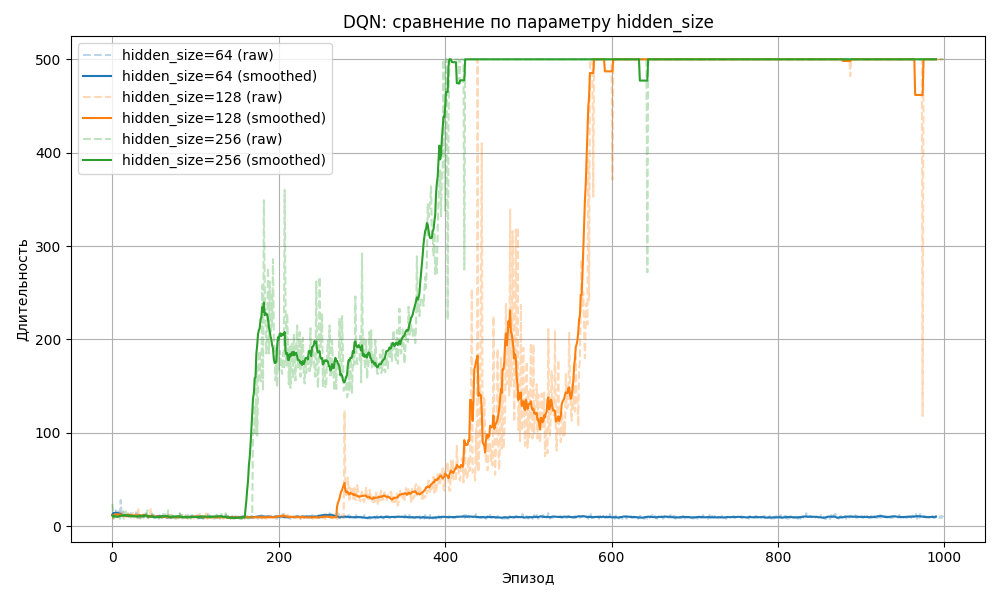 DQN: сравнение по параметру hidden_size
hidden_size=64 (raw)
hidden_size=64 (smoothed)
hidden_size=128 (raw)
hidden_size=128 (smoothed)
hidden_size=256 (raw)
hidden_size=256 (smoothed)
500
400
300
200
100
0
Длительность
0
200
400
600
800
1000
Эпизод